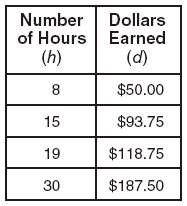 Number of Hours (h) Dollars Earned (d)
8 $50.00
15 $93.75
19 $118.75
30 $187.50